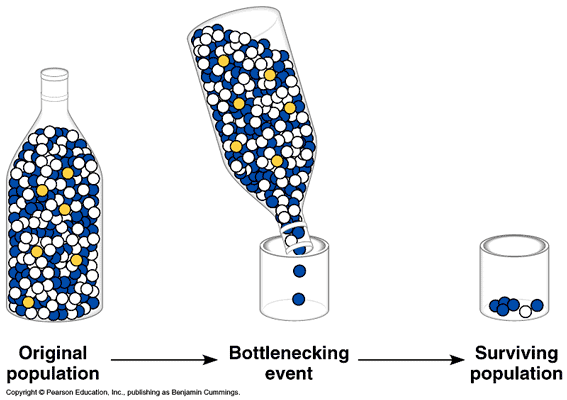 Original
population
Bottlenecking
event
Surviving
population
Copyright © Pearson Education, Inc., publishing as Benjamin Cummings.